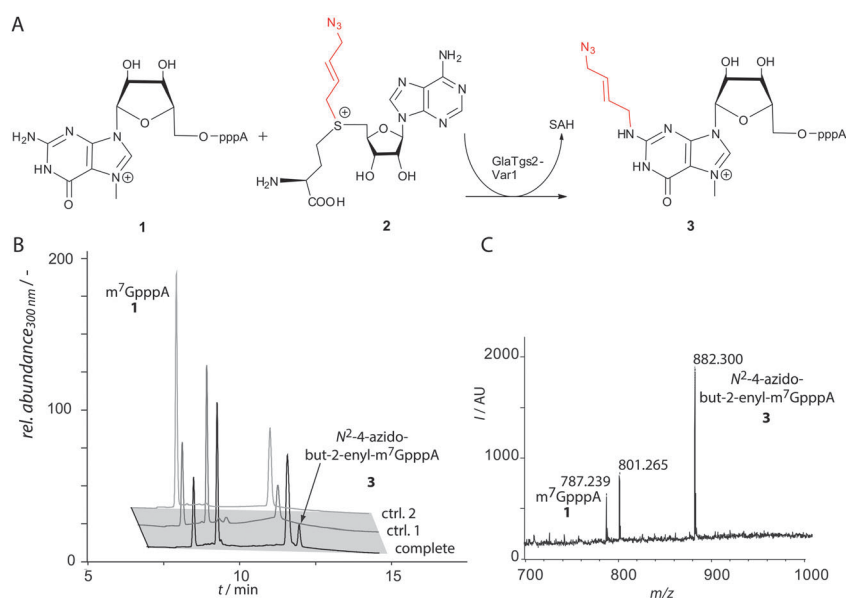 A
N₃
N₃
OH OH
NH₂
OH OH
N
N
N
N
O
O—pppA
+
S⊕
O
SAH
O
O—pppA
H₂N
N
N
HN
N
⊕
O
H₂N
COOH
HO OH
GlaTgs2-
Var1
HN
N
N
HN
N
⊕
O
1
2
3
B
C
200
100
0
rel. abundance300 nm / -
m⁷GpppA
1
N²-4-azido-
but-2-enyl-m⁷GpppA
3
ctrl. 2
ctrl. 1
complete
5
10
15
t / min
2000
1000
0
I / AU
882.300
N²-4-azido-
but-2-enyl-m⁷GpppA
3
787.239
801.265
m⁷GpppA
1
700
800
900
1000
m/z